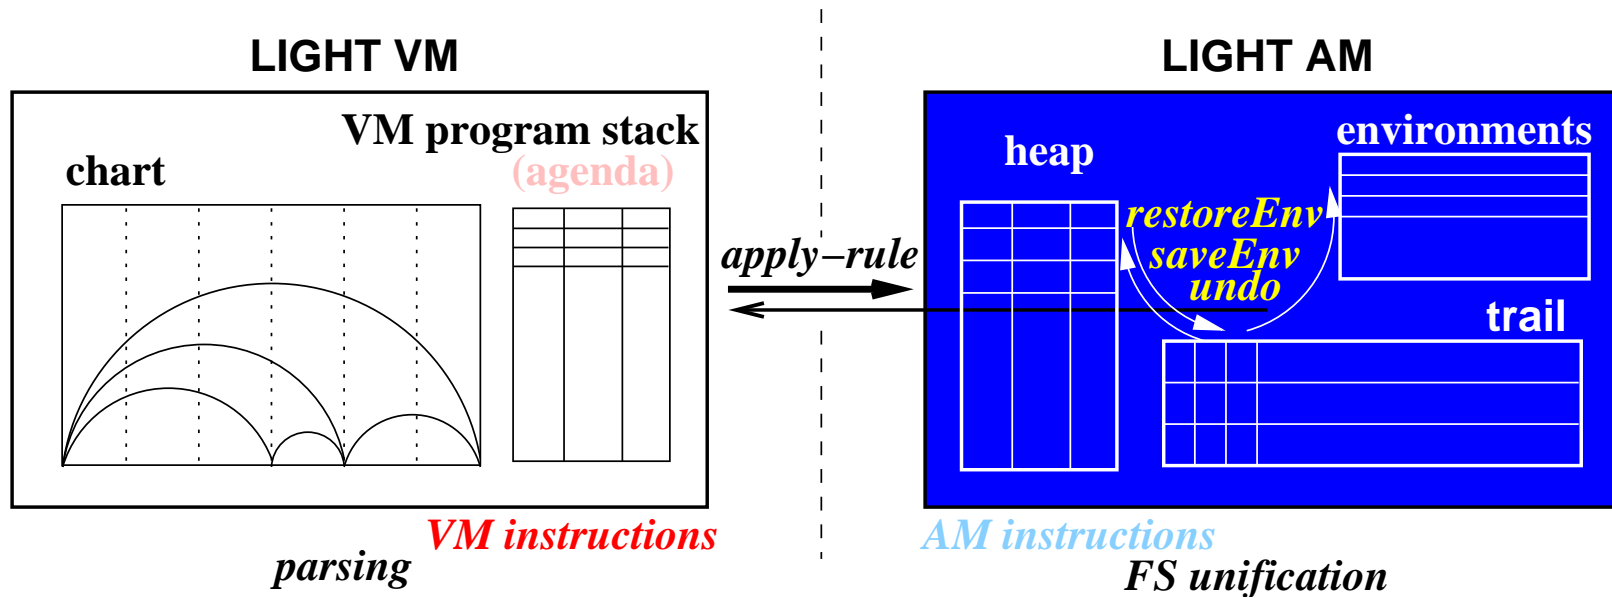 LIGHT VM
LIGHT AM
VM program stack
(agenda)
chart
apply–rule
heap
environments
restoreEnv
saveEnv
undo
trail
VM instructions
parsing
AM instructions
FS unification